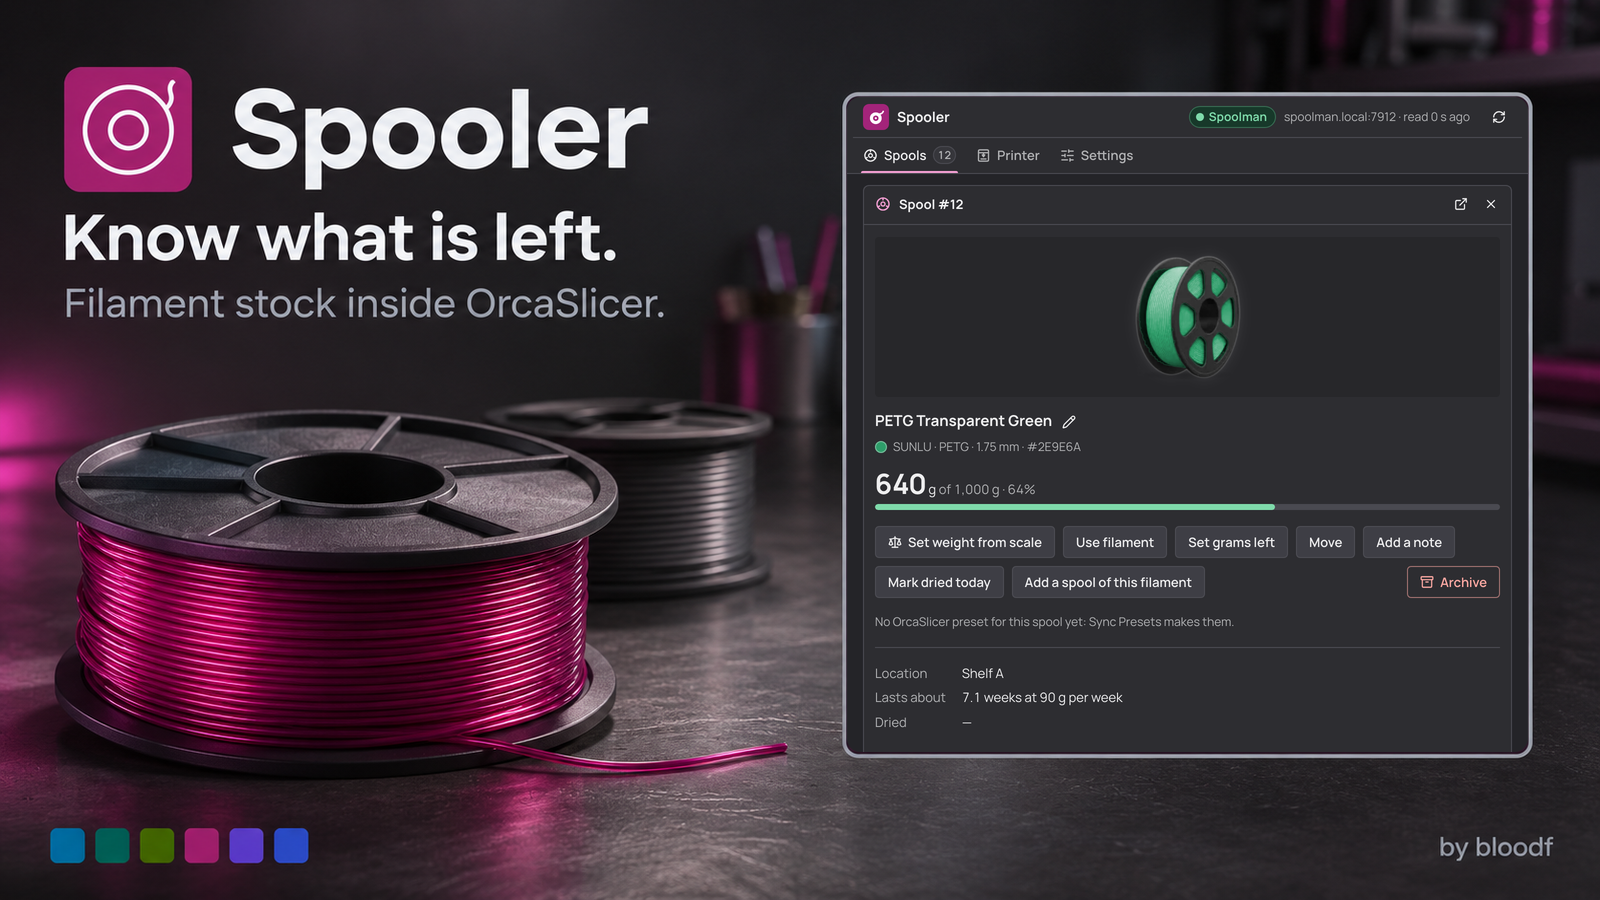 Spooler
Know what is left.
Filament stock inside OrcaSlicer.
Spooler
Spoolman
spoolman.local:7912 · read 0 s ago
Spools 12
Printer
Settings
Spool #12
PETG Transparent Green
SUNLU · PETG · 1.75 mm · #2E9E6A
640 g of 1,000 g · 64%
Set weight from scale
Use filament
Set grams left
Move
Add a note
Mark dried today
Add a spool of this filament
Archive
No OrcaSlicer preset for this spool yet: Sync Presets makes them.
Location Shelf A
Lasts about 7.1 weeks at 90 g per week
Dried —
by bloodf